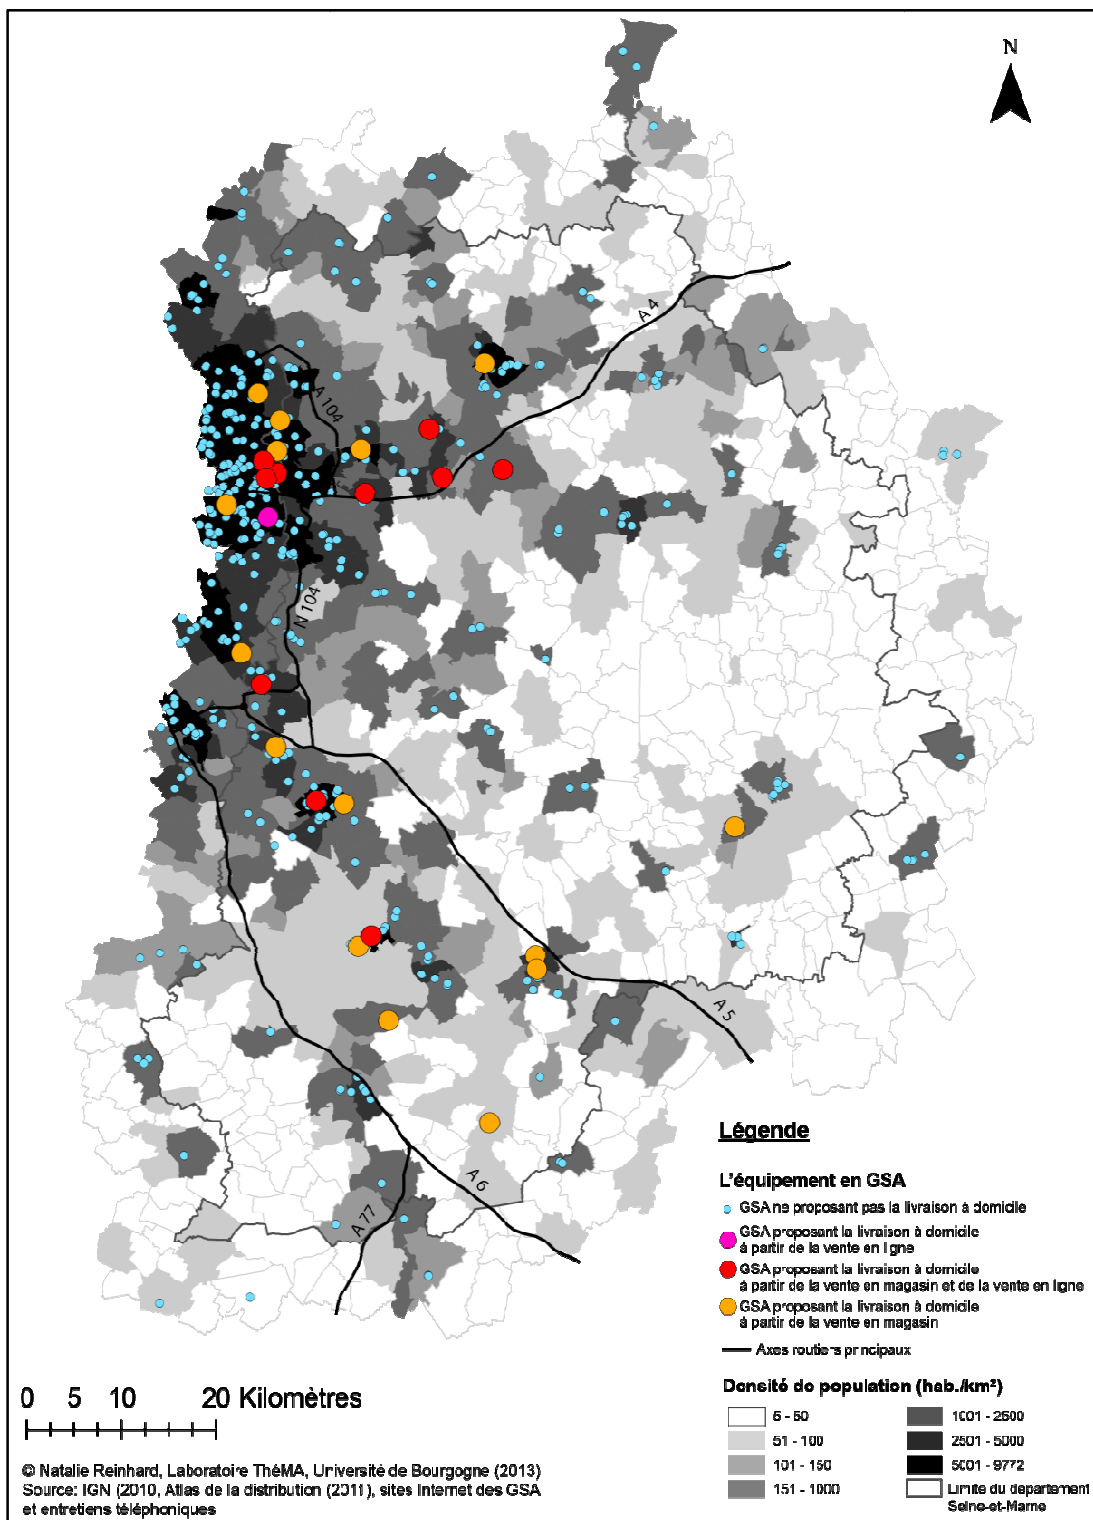 N
A 4
A 104
N 104
A 5
A 6
A 77
Légende
L'équipement en GSA
GSA ne proposant pas la livraison à domicile
GSA proposant la livraison à domicile
à partir de la vente en ligne
GSA proposant la livraison à domicile
à partir de la vente en magasin et de la vente en ligne
GSA proposant la livraison à domicile
à partir de la vente en magasin
Axes routiers principaux
Densité de population (hab./km²)
51 - 100
101 - 150
151 - 1000
1001 - 2500
2501 - 5000
5001 - 9772
Limite du département
Seine-et-Marne
0 5 10 20 Kilomètres
© Natalie Reinhard, Laboratoire ThéMA, Université de Bourgogne (2013)
Source: IGN (2010, Atlas de la distribution (2011), sites Internet des GSA
et entretiens téléphoniques